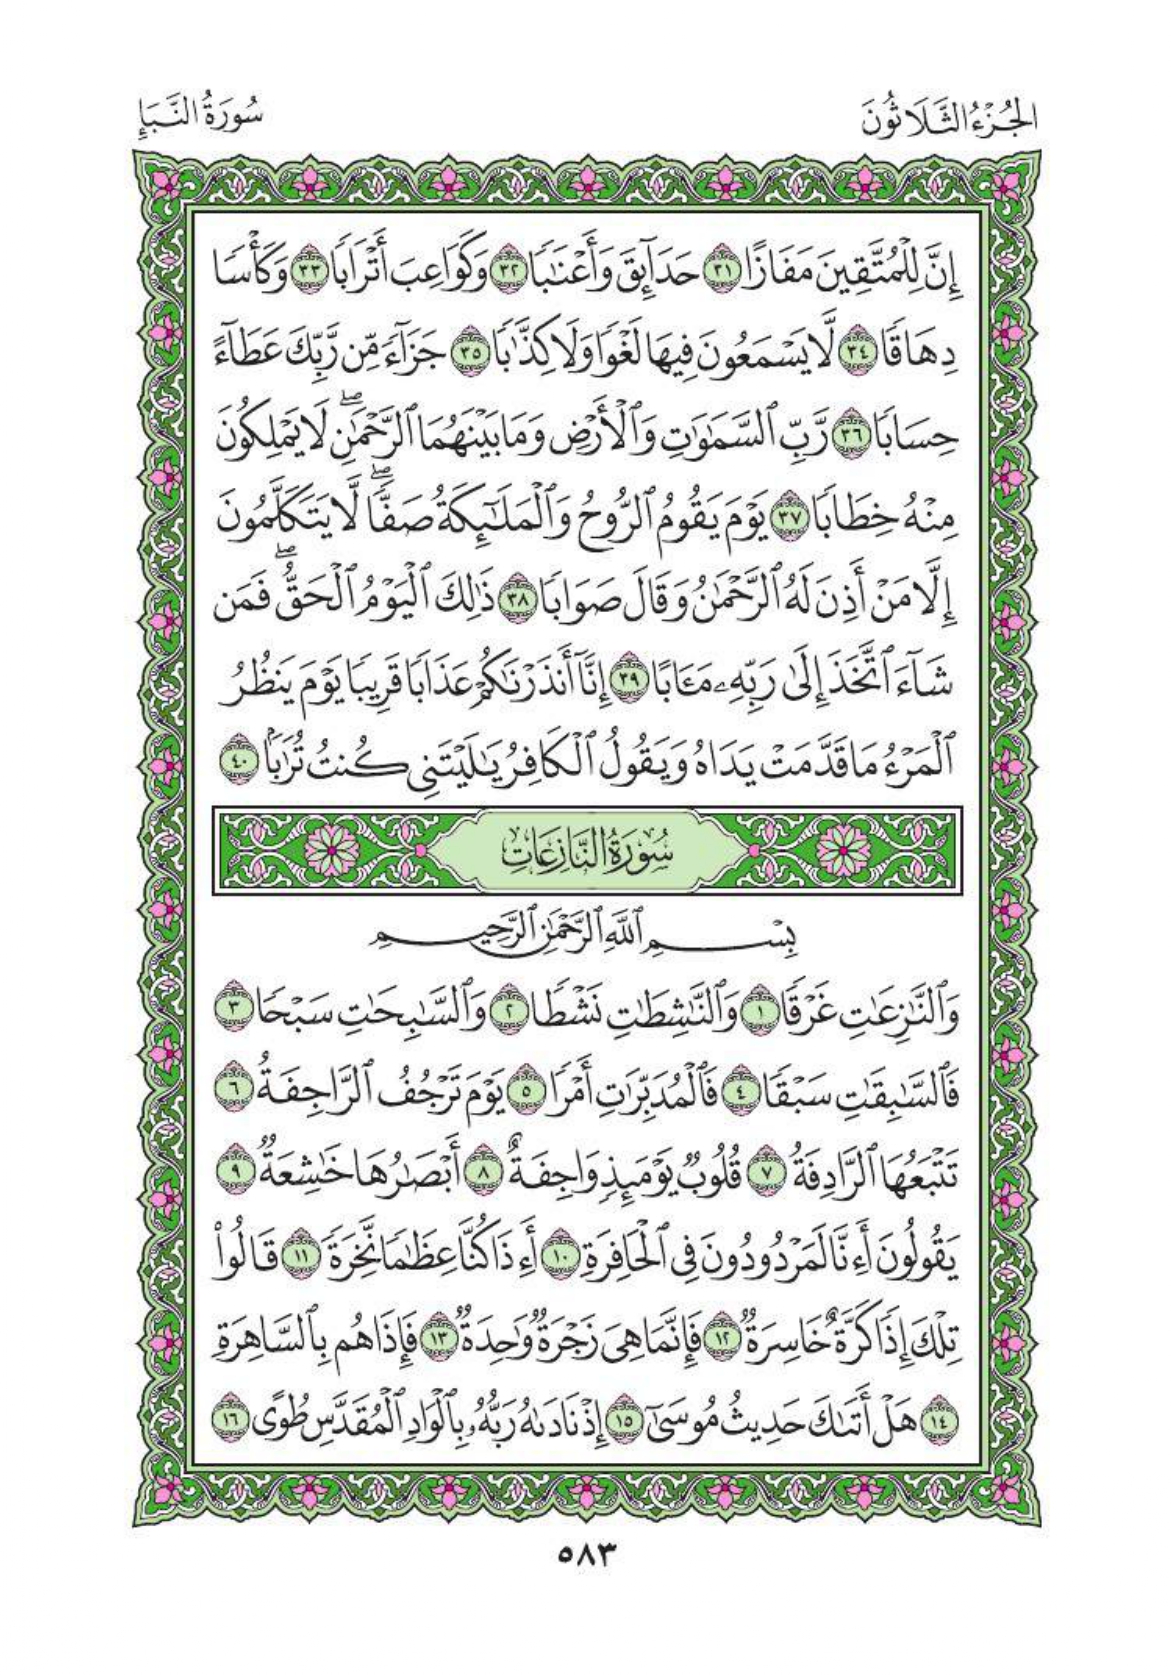 الجُزْءُ الثَّلَاثُونَ
سُورَةُ النَّبَإِ
إِنَّ لِلْمُتَّقِينَ مَفَازًا ٣١ حَدَآئِقَ وَأَعْنَٰبًا ٣٢ وَكَوَاعِبَ أَتْرَابًا ٣٣ وَكَأْسًا
دِهَاقًا ٣٤ لَّا يَسْمَعُونَ فِيهَا لَغْوًا وَلَا كِذَّٰبًا ٣٥ جَزَآءً مِّن رَّبِّكَ عَطَآءً
حِسَابًا ٣٦ رَّبِّ ٱلسَّمَٰوَٰتِ وَٱلْأَرْضِ وَمَا بَيْنَهُمَا ٱلرَّحْمَٰنِۖ لَا يَمْلِكُونَ
مِنْهُ خِطَابًا ٣٧ يَوْمَ يَقُومُ ٱلرُّوحُ وَٱلْمَلَٰٓئِكَةُ صَفًّاۖ لَّا يَتَكَلَّمُونَ
إِلَّا مَنْ أَذِنَ لَهُ ٱلرَّحْمَٰنُ وَقَالَ صَوَابًا ٣٨ ذَٰلِكَ ٱلْيَوْمُ ٱلْحَقُّۖ فَمَن
شَآءَ ٱتَّخَذَ إِلَىٰ رَبِّهِۦ مَـَٔابًا ٣٩ إِنَّآ أَنذَرْنَٰكُمْ عَذَابًا قَرِيبًا يَوْمَ يَنظُرُ
ٱلْمَرْءُ مَا قَدَّمَتْ يَدَاهُ وَيَقُولُ ٱلْكَافِرُ يَٰلَيْتَنِى كُنتُ تُرَٰبًۢا ٤٠
سُورَةُ النَّازِعَاتِ
بِسْمِ ٱللَّهِ ٱلرَّحْمَٰنِ ٱلرَّحِيمِ
وَٱلنَّٰزِعَٰتِ غَرْقًا ١ وَٱلنَّٰشِطَٰتِ نَشْطًا ٢ وَٱلسَّٰبِحَٰتِ سَبْحًا ٣
فَٱلسَّٰبِقَٰتِ سَبْقًا ٤ فَٱلْمُدَبِّرَٰتِ أَمْرًا ٥ يَوْمَ تَرْجُفُ ٱلرَّاجِفَةُ ٦
تَتْبَعُهَا ٱلرَّادِفَةُ ٧ قُلُوبٌ يَوْمَئِذٍ وَاجِفَةٌ ٨ أَبْصَٰرُهَا خَٰشِعَةٌ ٩
يَقُولُونَ أَءِنَّا لَمَرْدُودُونَ فِى ٱلْحَافِرَةِ ١٠ أَءِذَا كُنَّا عِظَٰمًا نَّخِرَةً ١١ قَالُوا۟
تِلْكَ إِذًا كَرَّةٌ خَاسِرَةٌ ١٢ فَإِنَّمَا هِىَ زَجْرَةٌ وَٰحِدَةٌ ١٣ فَإِذَا هُم بِٱلسَّاهِرَةِ
١٤ هَلْ أَتَىٰكَ حَدِيثُ مُوسَىٰٓ ١٥ إِذْ نَادَىٰهُ رَبُّهُۥ بِٱلْوَادِ ٱلْمُقَدَّسِ طُوًى ١٦
٥٨٣